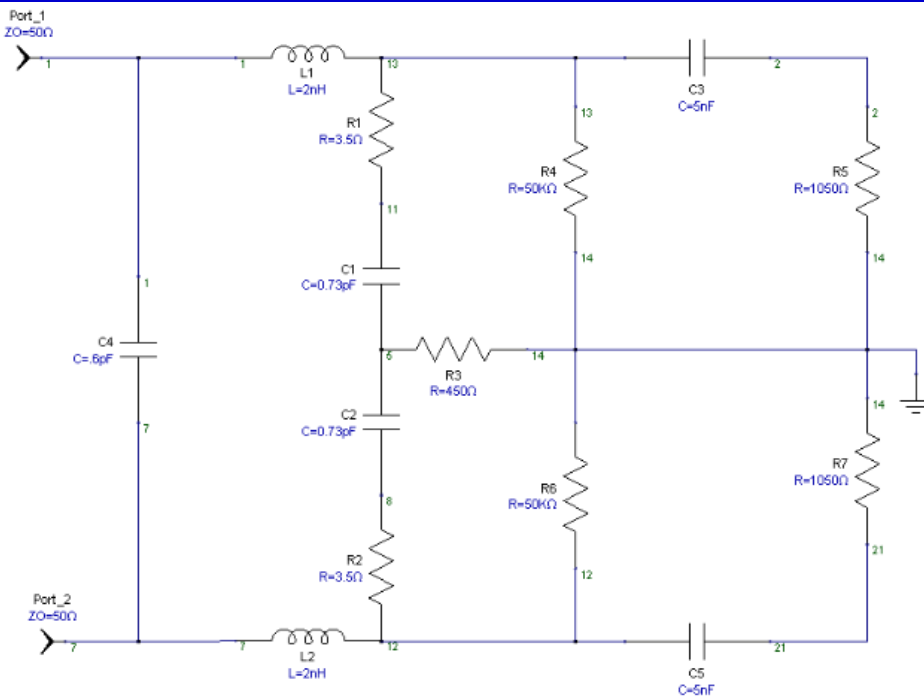 Port_1
ZO=50Ω
1
1
L1
L=2nH
13
C3
C=5nF
2
R1
R=3.5Ω
13
2
R4
R=50KΩ
R5
R=1050Ω
11
14
14
C1
C=0.73pF
1
C4
C=.6pF
6
R3
R=450Ω
14
C2
C=0.73pF
14
7
R6
R=50KΩ
R7
R=1050Ω
8
R2
R=3.5Ω
21
12
Port_2
ZO=50Ω
7
7
L2
L=2nH
12
C5
C=5nF
21